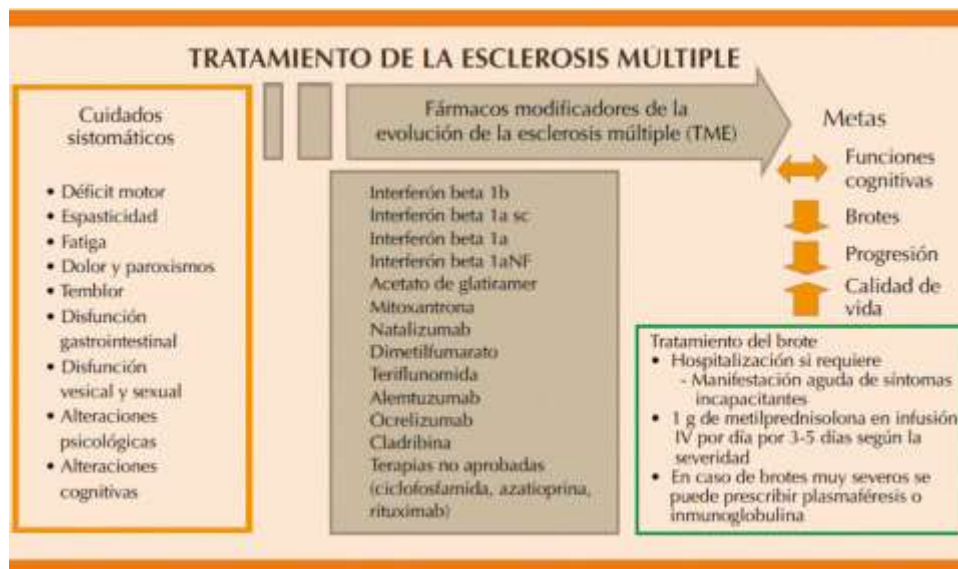 TRATAMIENTO DE LA ESCLEROSIS MÚLTIPLE
Cuidados
sistomáticos
• Déficit motor
• Espasticidad
• Fatiga
• Dolor y paroxismos
• Temblor
• Disfunción
gastrointestinal
• Disfunción
vesical y sexual
• Alteraciones
psicológicas
• Alteraciones
cognitivas
Fármacos modificadores de la
evolución de la esclerosis múltiple (TME)
Interferón beta 1b
Interferón beta 1a sc
Interferón beta 1a
Interferón beta 1aNF
Acetato de glatiramer
Mitoxantrona
Natalizumab
Dimetilfumarato
Teriflunomida
Alemtuzumab
Ocrelizumab
Cladribina
Terapias no aprobadas
(ciclofosfamida, azatioprina,
rituximab)
Metas
Funciones
cognitivas
Brotes
Progresión
Calidad de
vida
Tratamiento del brote
• Hospitalización si requiere
- Manifestación aguda de síntomas
incapacitantes
• 1 g de metilprednisolona en infusión
IV por día por 3-5 días según la
severidad
• En caso de brotes muy severos se
puede prescribir plasmaféresis o
inmunoglobulina